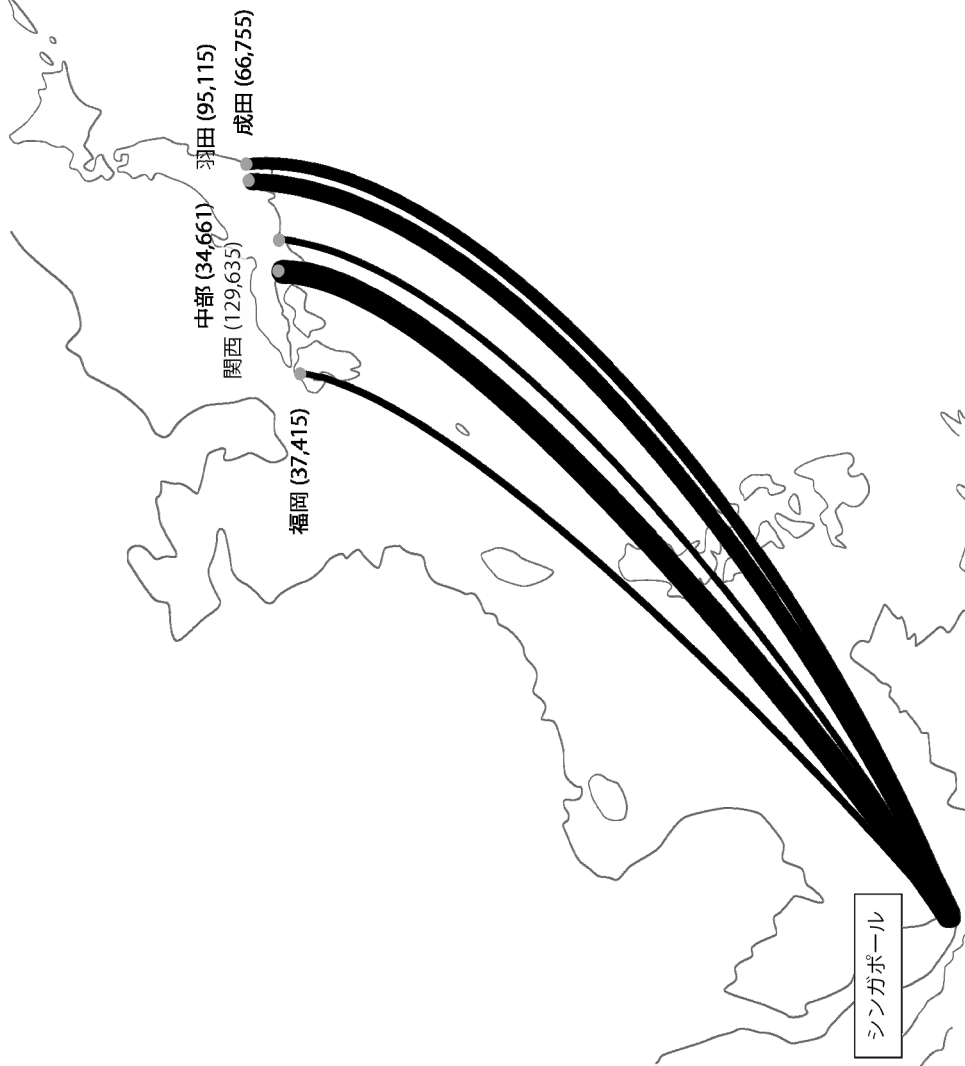 羽田 (95,115)
成田 (66,755)
中部 (34,661)
関西 (129,635)
福岡 (37,415)
シンガポール